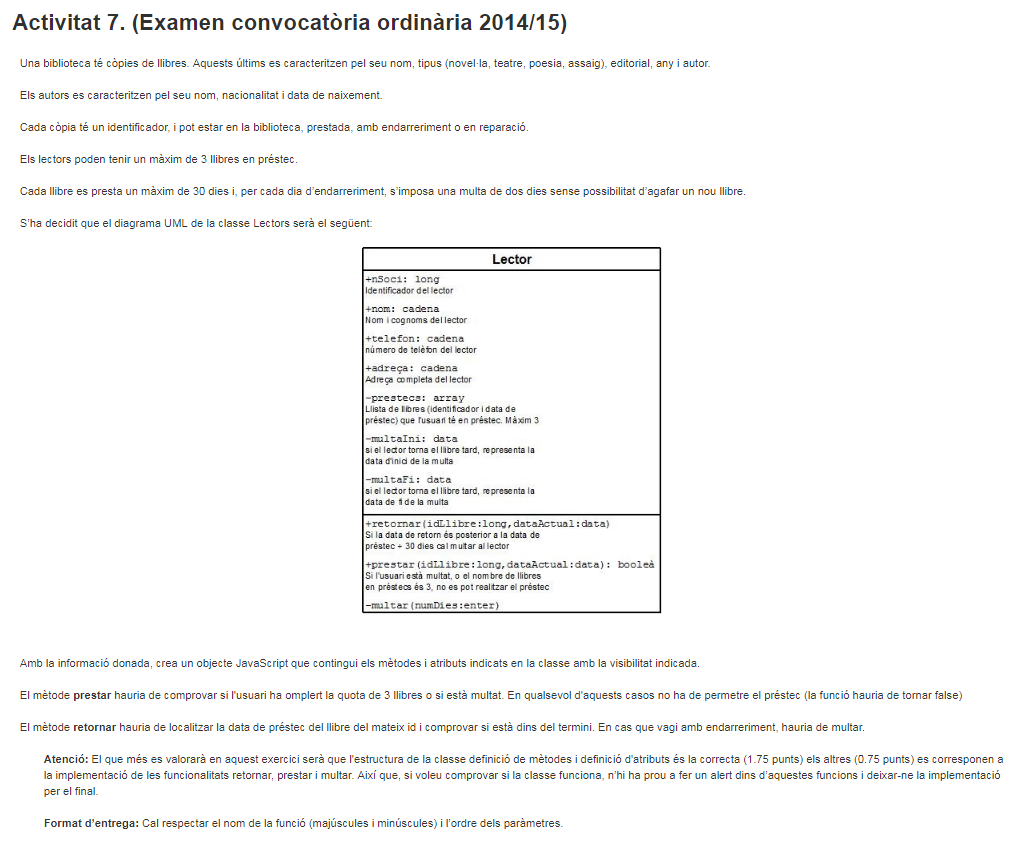 Activitat 7. (Examen convocatòria ordinària 2014/15)
Una biblioteca té còpies de llibres. Aquests últims es caracteritzen pel seu nom, tipus (novel·la, teatre, poesia, assaig), editorial, any i autor.
Els autors es caracteritzen pel seu nom, nacionalitat i data de naixement.
Cada còpia té un identificador, i pot estar en la biblioteca, prestada, amb endarreriment o en reparació.
Els lectors poden tenir un màxim de 3 llibres en préstec.
Cada llibre es presta un màxim de 30 dies i, per cada dia d'endarreriment, s'imposa una multa de dos dies sense possibilitat d'agafar un nou llibre.
S'ha decidit que el diagrama UML de la classe Lectors serà el següent:
Lector
+nSoci: long
Identificador del lector
+nom: cadena
Nom i cognoms del lector
+telefon: cadena
número de telèfon del lector
+adreça: cadena
Adreça completa del lector
-prestecs: array
Llista de llibres (identificador i data de
préstec) que l'usuari té en préstec. Màxim 3
-multaIni: data
si el lector torna el llibre tard, representa la
data d'inici de la multa
-multaFi: data
si el lector torna el llibre tard, representa la
data de fi de la multa
+retornar(idLlibre:long,dataActual:data)
Si la data de retorn és posterior a la data de
préstec + 30 dies cal multar al lector
+prestar(idLlibre:long,dataActual:data): booleà
Si l'usuari està multat, o el nombre de llibres
en préstecs és 3, no es pot realitzar el préstec
-multar(numDies:enter)
Amb la informació donada, crea un objecte JavaScript que contingui els mètodes i atributs indicats en la classe amb la visibilitat indicada.
El mètode prestar hauria de comprovar si l'usuari ha omplert la quota de 3 llibres o si està multat. En qualsevol d'aquests casos no ha de permetre el préstec (la funció hauria de tornar false)
El mètode retornar hauria de localitzar la data de préstec del llibre del mateix id i comprovar si està dins del termini. En cas que vagi amb endarreriment, hauria de multar.
Atenció: El que més es valorarà en aquest exercici serà que l'estructura de la classe definició de mètodes i definició d'atributs és la correcta (1.75 punts) els altres (0.75 punts) es corresponen a
la implementació de les funcionalitats retornar, prestar i multar. Així que, si voleu comprovar si la classe funciona, n'hi ha prou a fer un alert dins d'aquestes funcions i deixar-ne la implementació
per el final.
Format d'entrega: Cal respectar el nom de la funció (majúscules i minúscules) i l'ordre dels paràmetres.